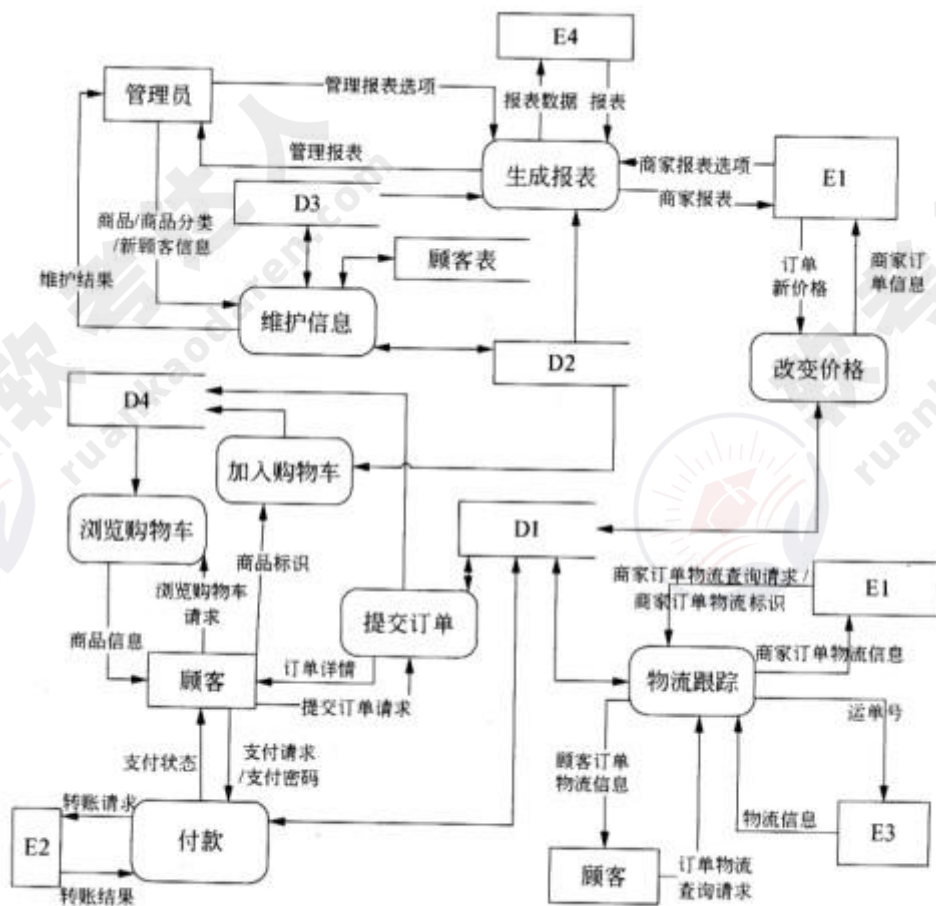 E4
管理员
管理报表选项
报表数据
报表
管理报表
生成报表
商家报表选项
E1
商家报表
D3
商品/商品分类
/新顾客信息
顾客表
维护结果
订单
新价格
商家订
单信息
维护信息
D2
改变价格
D4
加入购物车
浏览购物车
D1
商品标识
浏览购物车
请求
商家订单物流查询请求/
商家订单物流标识
E1
提交订单
商品信息
订单详情
商家订单物流信息
顾客
物流跟踪
提交订单请求
运单号
支付状态
支付请求
/支付密码
顾客订单
物流信息
转账请求
付款
物流信息
E2
E3
转账结果
顾客
订单物流
查询请求
软考达人
ruankaodaren.com